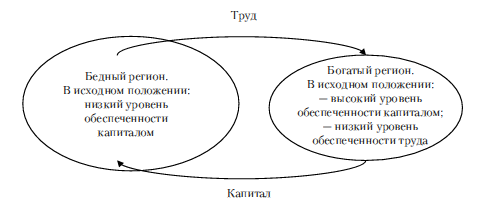 Труд
Бедный регион.
В исходном положении:
низкий уровень
обеспеченности
капиталом
Богатый регион.
В исходном положении:
— высокий уровень
обеспеченности капиталом;
— низкий уровень
обеспеченности труда
Капитал